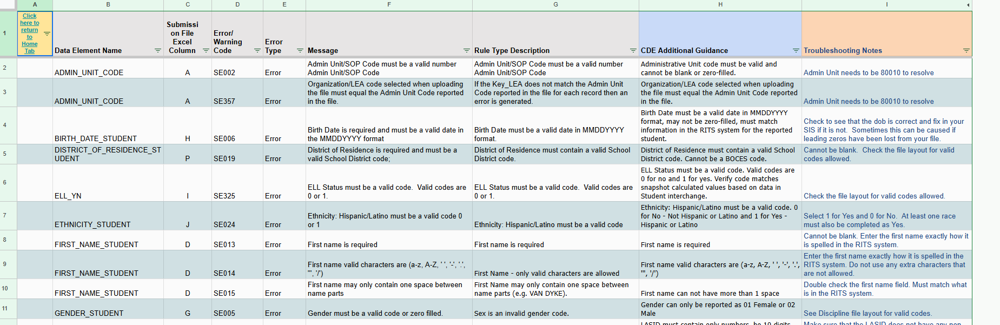 A B C D E F G H I
1
Click
here to
return
to
Home
Tab
Data Element Name
Submissi
on File
Excel
Column
Error/
Warning
Code
Error
Type
Message
Rule Type Description
CDE Additional Guidance
Troubleshooting Notes
2
ADMIN_UNIT_CODE
A
SE002
Error
Admin Unit/SOP Code must be a valid number
Admin Unit/SOP Code
Admin Unit/SOP Code must be a valid number
Admin Unit/SOP Code
Administrative Unit code must be valid and
cannot be blank or zero-filled.
Admin Unit needs to be 80010 to resolve
3
ADMIN_UNIT_CODE
A
SE357
Error
Organization/LEA code selected when uploading
the file must equal the Admin Unit Code reported
in the file.
If the Key_LEA does not match the Admin Unit
Code reported in the file for each record then an
error is generated.
Organization/LEA code selected when uploading
the file must equal the Admin Unit Code reported
in the file.
Admin Unit needs to be 80010 to resolve
4
BIRTH_DATE_STUDENT
H
SE006
Error
Birth Date is required and must be a valid date in
the MMDDYYYY format
Birth Date must be a valid date in MMDDYYYY
format.
Birth Date must be a valid date in MMDDYYYY
format, may not be zero-filled, must match
information in the RITS system for the reported
student.
Check to see that the dob is correct and fix in your
SIS if it is not.  Sometimes this can be caused if
leading zeros have been lost from your file.
5
DISTRICT_OF_RESIDENCE_ST
UDENT
P
SE019
Error
District of Residence is required and must be a
valid School District code;
District of Residence must contain a valid School
District code.
District of Residence must contain a valid School
District code. Cannot be a BOCES code.
Cannot be blank.  Check the file layout for valid
codes allowed.
6
ELL_YN
I
SE325
Error
ELL Status must be a valid code.  Valid codes are
0 or 1.
ELL Status must be a valid code.  Valid codes are
0 or 1.
ELL Status must be a valid code. Valid codes are
0 for no and 1 for yes. Verify code matches
snapshot calculated values based on data in
Student interchange.
Check the file layout for valid codes allowed.
7
ETHNICITY_STUDENT
J
SE024
Error
Ethnicity: Hispanic/Latino must be a valid code 0
or 1
Ethnicity: Hispanic/Latino must be a valid code
Ethnicity: Hispanic/Latino must be a valid code. 0
for No - Not Hispanic or Latino and 1 for Yes -
Hispanic or Latino
Select 1 for Yes and 0 for No.  At least one race
must also be completed as Yes.
8
FIRST_NAME_STUDENT
D
SE013
Error
First name is required
First name is required
First name is required
Cannot be blank. Enter the first name exactly how it
is spelled in the RITS system.
9
FIRST_NAME_STUDENT
D
SE014
Error
First name valid characters are (a-z, A-Z, ' ', '-', '.',
''', '/')
First Name - only valid characters are allowed
First name valid characters are (a-z, A-Z, ' ', '-', '.',
''', '/')
Enter the first name exactly how it is spelled in the
RITS system. Do not use any extra characters that
are not allowed.
10
FIRST_NAME_STUDENT
D
SE015
Error
First name may only contain one space between
name parts
First Name may only contain one space between
name parts (e.g. VAN DYKE).
First name can not have more than 1 space
Double check the first name field. Must match what
is in the RITS system.
11
GENDER_STUDENT
G
SE005
Error
Gender must be a valid code or zero filled.
Sex is an invalid gender code.
Gender can only be reported as 01 Female or 02
Male
See Discipline file layout for valid codes.
LASID must contain only numbers, be 10 digits
Make sure that the LASID does not have any non